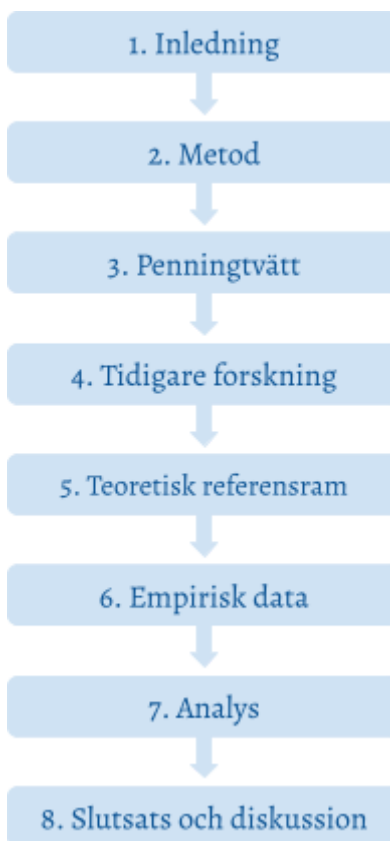 1. Inledning
2. Metod
3. Penningtvätt
4. Tidigare forskning
5. Teoretisk referensram
6. Empirisk data
7. Analys
8. Slutsats och diskussion